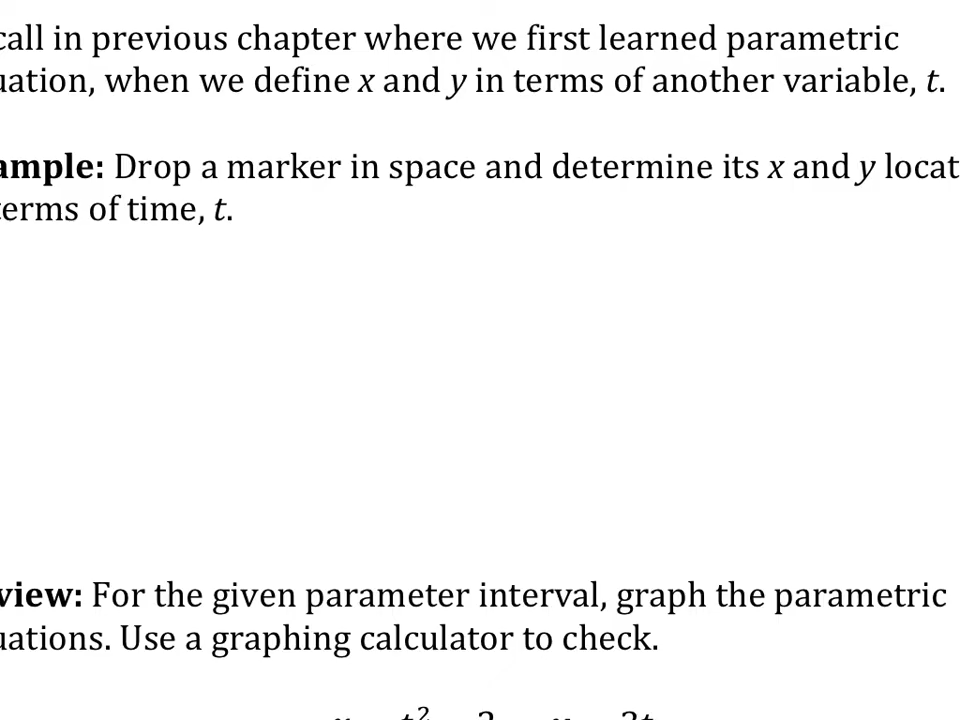 call in previous chapter where we first learned parametric
uation, when we define x and y in terms of another variable, t.
ample: Drop a marker in space and determine its x and y locat
terms of time, t.
view: For the given parameter interval, graph the parametric
uations. Use a graphing calculator to check.